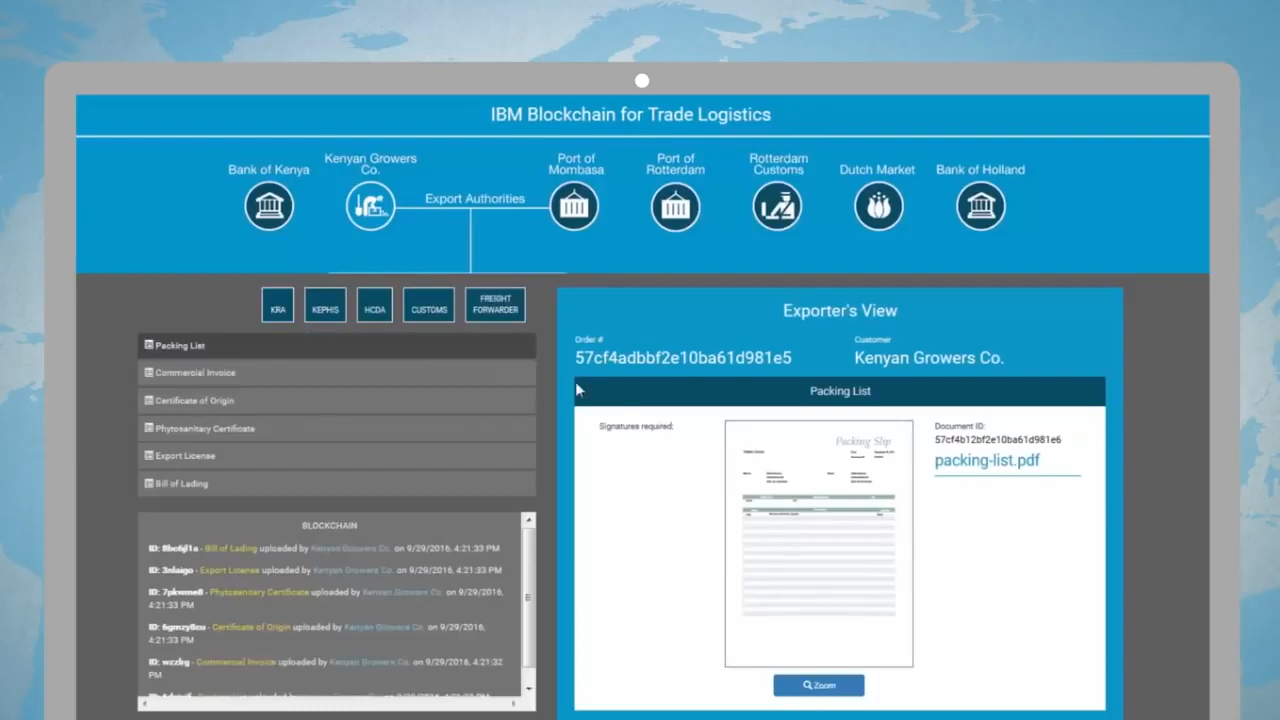 IBM Blockchain for Trade Logistics
Bank of Kenya
Kenyan Growers
Co.
Export Authorities
Port of
Mombasa
Port of
Rotterdam
Rotterdam
Customs
Dutch Market
Bank of Holland
KRA
KEPHIS
HCDA
CUSTOMS
FREIGHT
FORWARDER
Packing List
Commercial Invoice
Certificate of Origin
Phytosanitary Certificate
Export License
Bill of Lading
BLOCKCHAIN
ID: - Bill of Lading uploaded by Kenyan Growers Co. on 9/29/2016, 4:21:33 PM
ID: - Export License uploaded by Kenyan Growers Co. on 9/29/2016, 4:21:33 PM
ID: - Phytosanitary Certificate uploaded by Kenyan Growers Co. on 9/29/2016,
4:21:33 PM
ID: - Certificate of Origin uploaded by Kenyan Growers Co. on 9/29/2016,
4:21:33 PM
ID: - Commercial Invoice uploaded by Kenyan Growers Co. on 9/29/2016, 4:21:32
PM
Exporter's View
Order #
57cf4adbbf2e10ba61d981e5
Customer
Kenyan Growers Co.
Packing List
Signatures required:
Packing Slip
Document ID:
57cf4b12bf2e10ba61d981e6
packing-list.pdf
Zoom